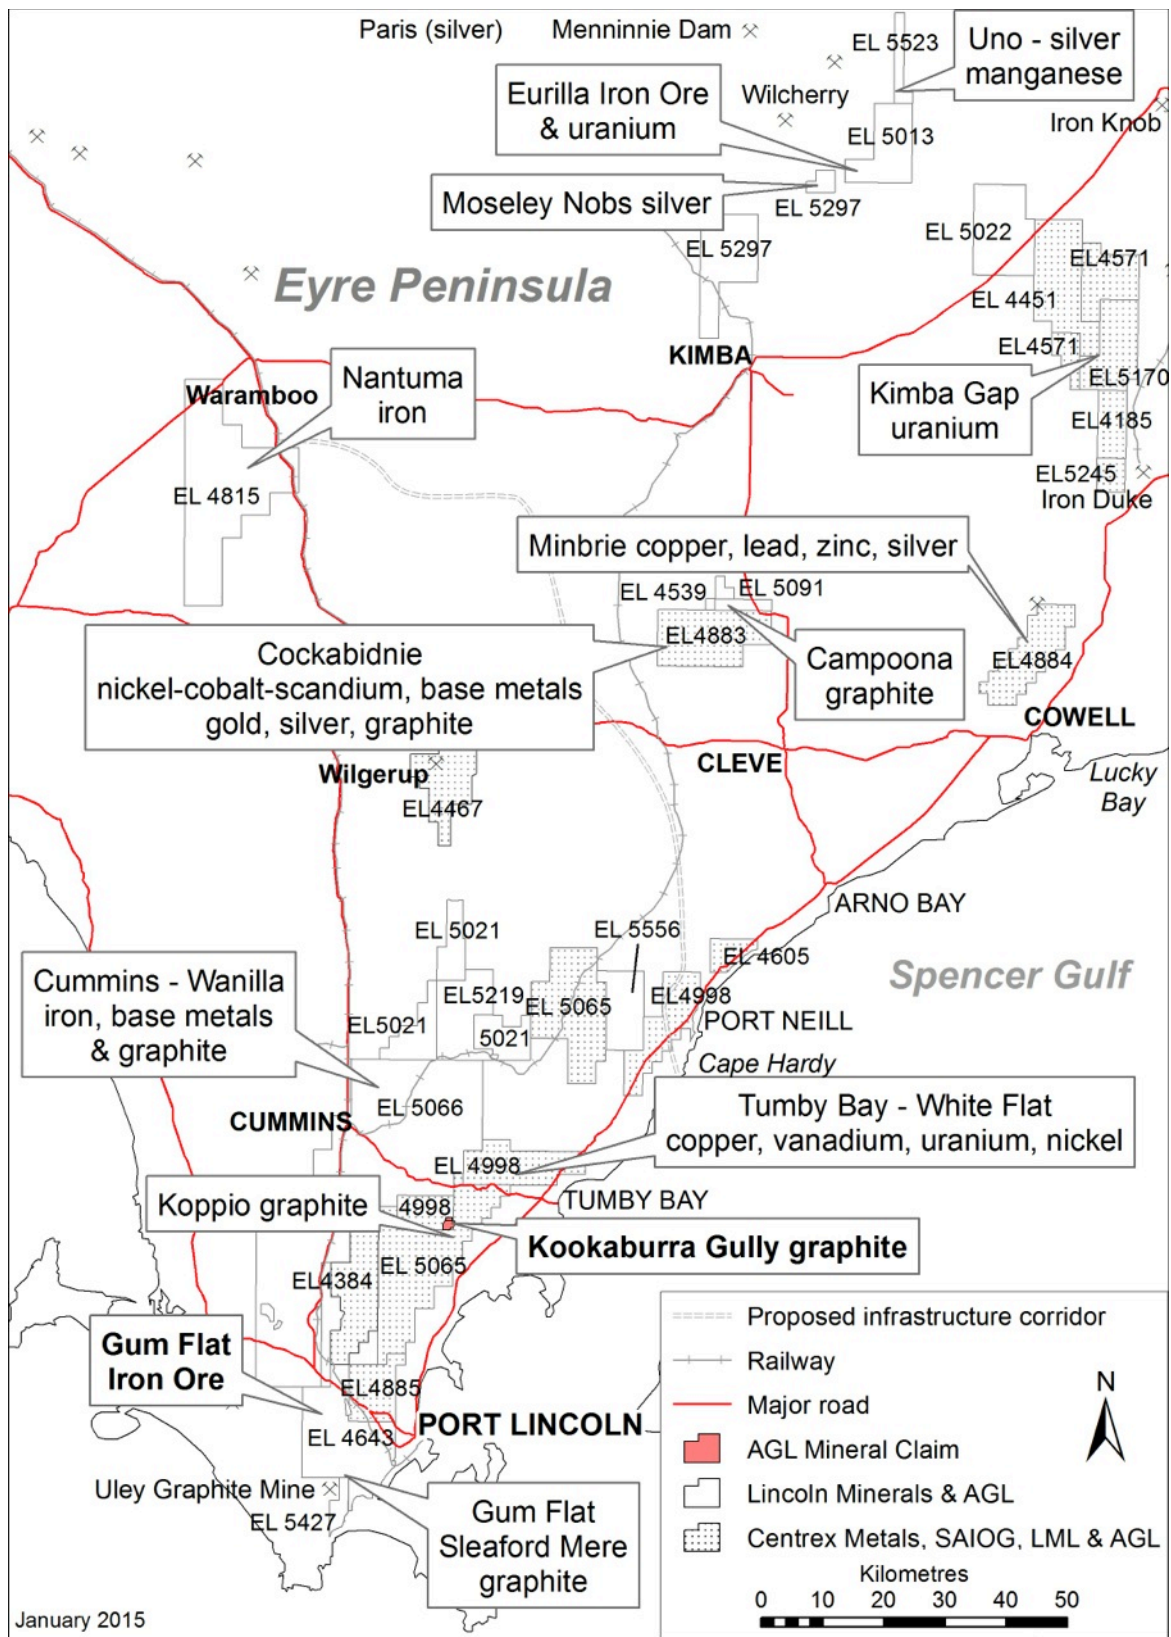 Paris (silver)
Menninnie Dam
EL 5523
Uno - silver
manganese
Eurilla Iron Ore
& uranium
Wilcherry
Iron Knob
EL 5013
Moseley Nobs silver
EL 5297
EL 5022
EL 5297
EL4571
Eyre Peninsula
EL 4451
EL4571
KIMBA
EL5170
Kimba Gap
uranium
Waramboo
Nantuma
iron
EL4185
EL5245
Iron Duke
EL 4815
Minbrie copper, lead, zinc, silver
EL 4539
EL 5091
EL4883
Cockabidnie
nickel-cobalt-scandium, base metals
gold, silver, graphite
Campoona
graphite
EL4884
COWELL
CLEVE
Wilgerup
EL4467
Lucky
Bay
ARNO BAY
EL 5021
EL 5556
EL 4605
Spencer Gulf
Cummins - Wanilla
iron, base metals
& graphite
EL5219
EL 5065
EL4998
EL5021
5021
PORT NEILL
Cape Hardy
EL 5066
CUMMINS
Tumby Bay - White Flat
copper, vanadium, uranium, nickel
EL 4998
Koppio graphite
4998
TUMBY BAY
Kookaburra Gully graphite
EL4384
EL 5065
Gum Flat
Iron Ore
EL4885
PORT LINCOLN
EL 4643
Uley Graphite Mine
EL 5427
Gum Flat
Sleaford Mere
graphite
Proposed infrastructure corridor
Railway
Major road
AGL Mineral Claim
Lincoln Minerals & AGL
Centrex Metals, SAIOG, LML & AGL
N
Kilometres
0 10 20 30 40 50
January 2015